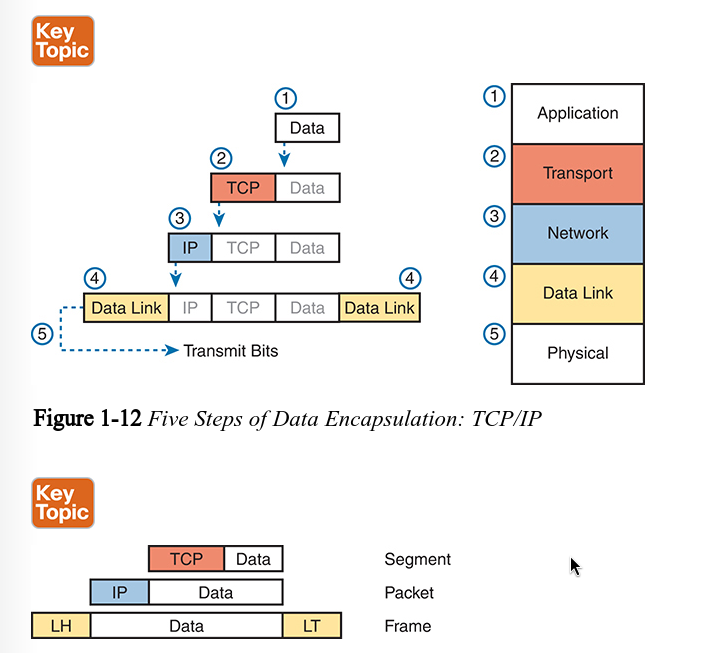 Key
Topic
① Application
① Data
② Transport
② TCP Data
③ Network
③ IP TCP Data
④ ④ Data Link
Data Link IP TCP Data Data Link
⑤ Physical
⑤ Transmit Bits
Figure 1-12 Five Steps of Data Encapsulation: TCP/IP
Key
Topic
TCP Data Segment
IP Data Packet
LH Data LT Frame